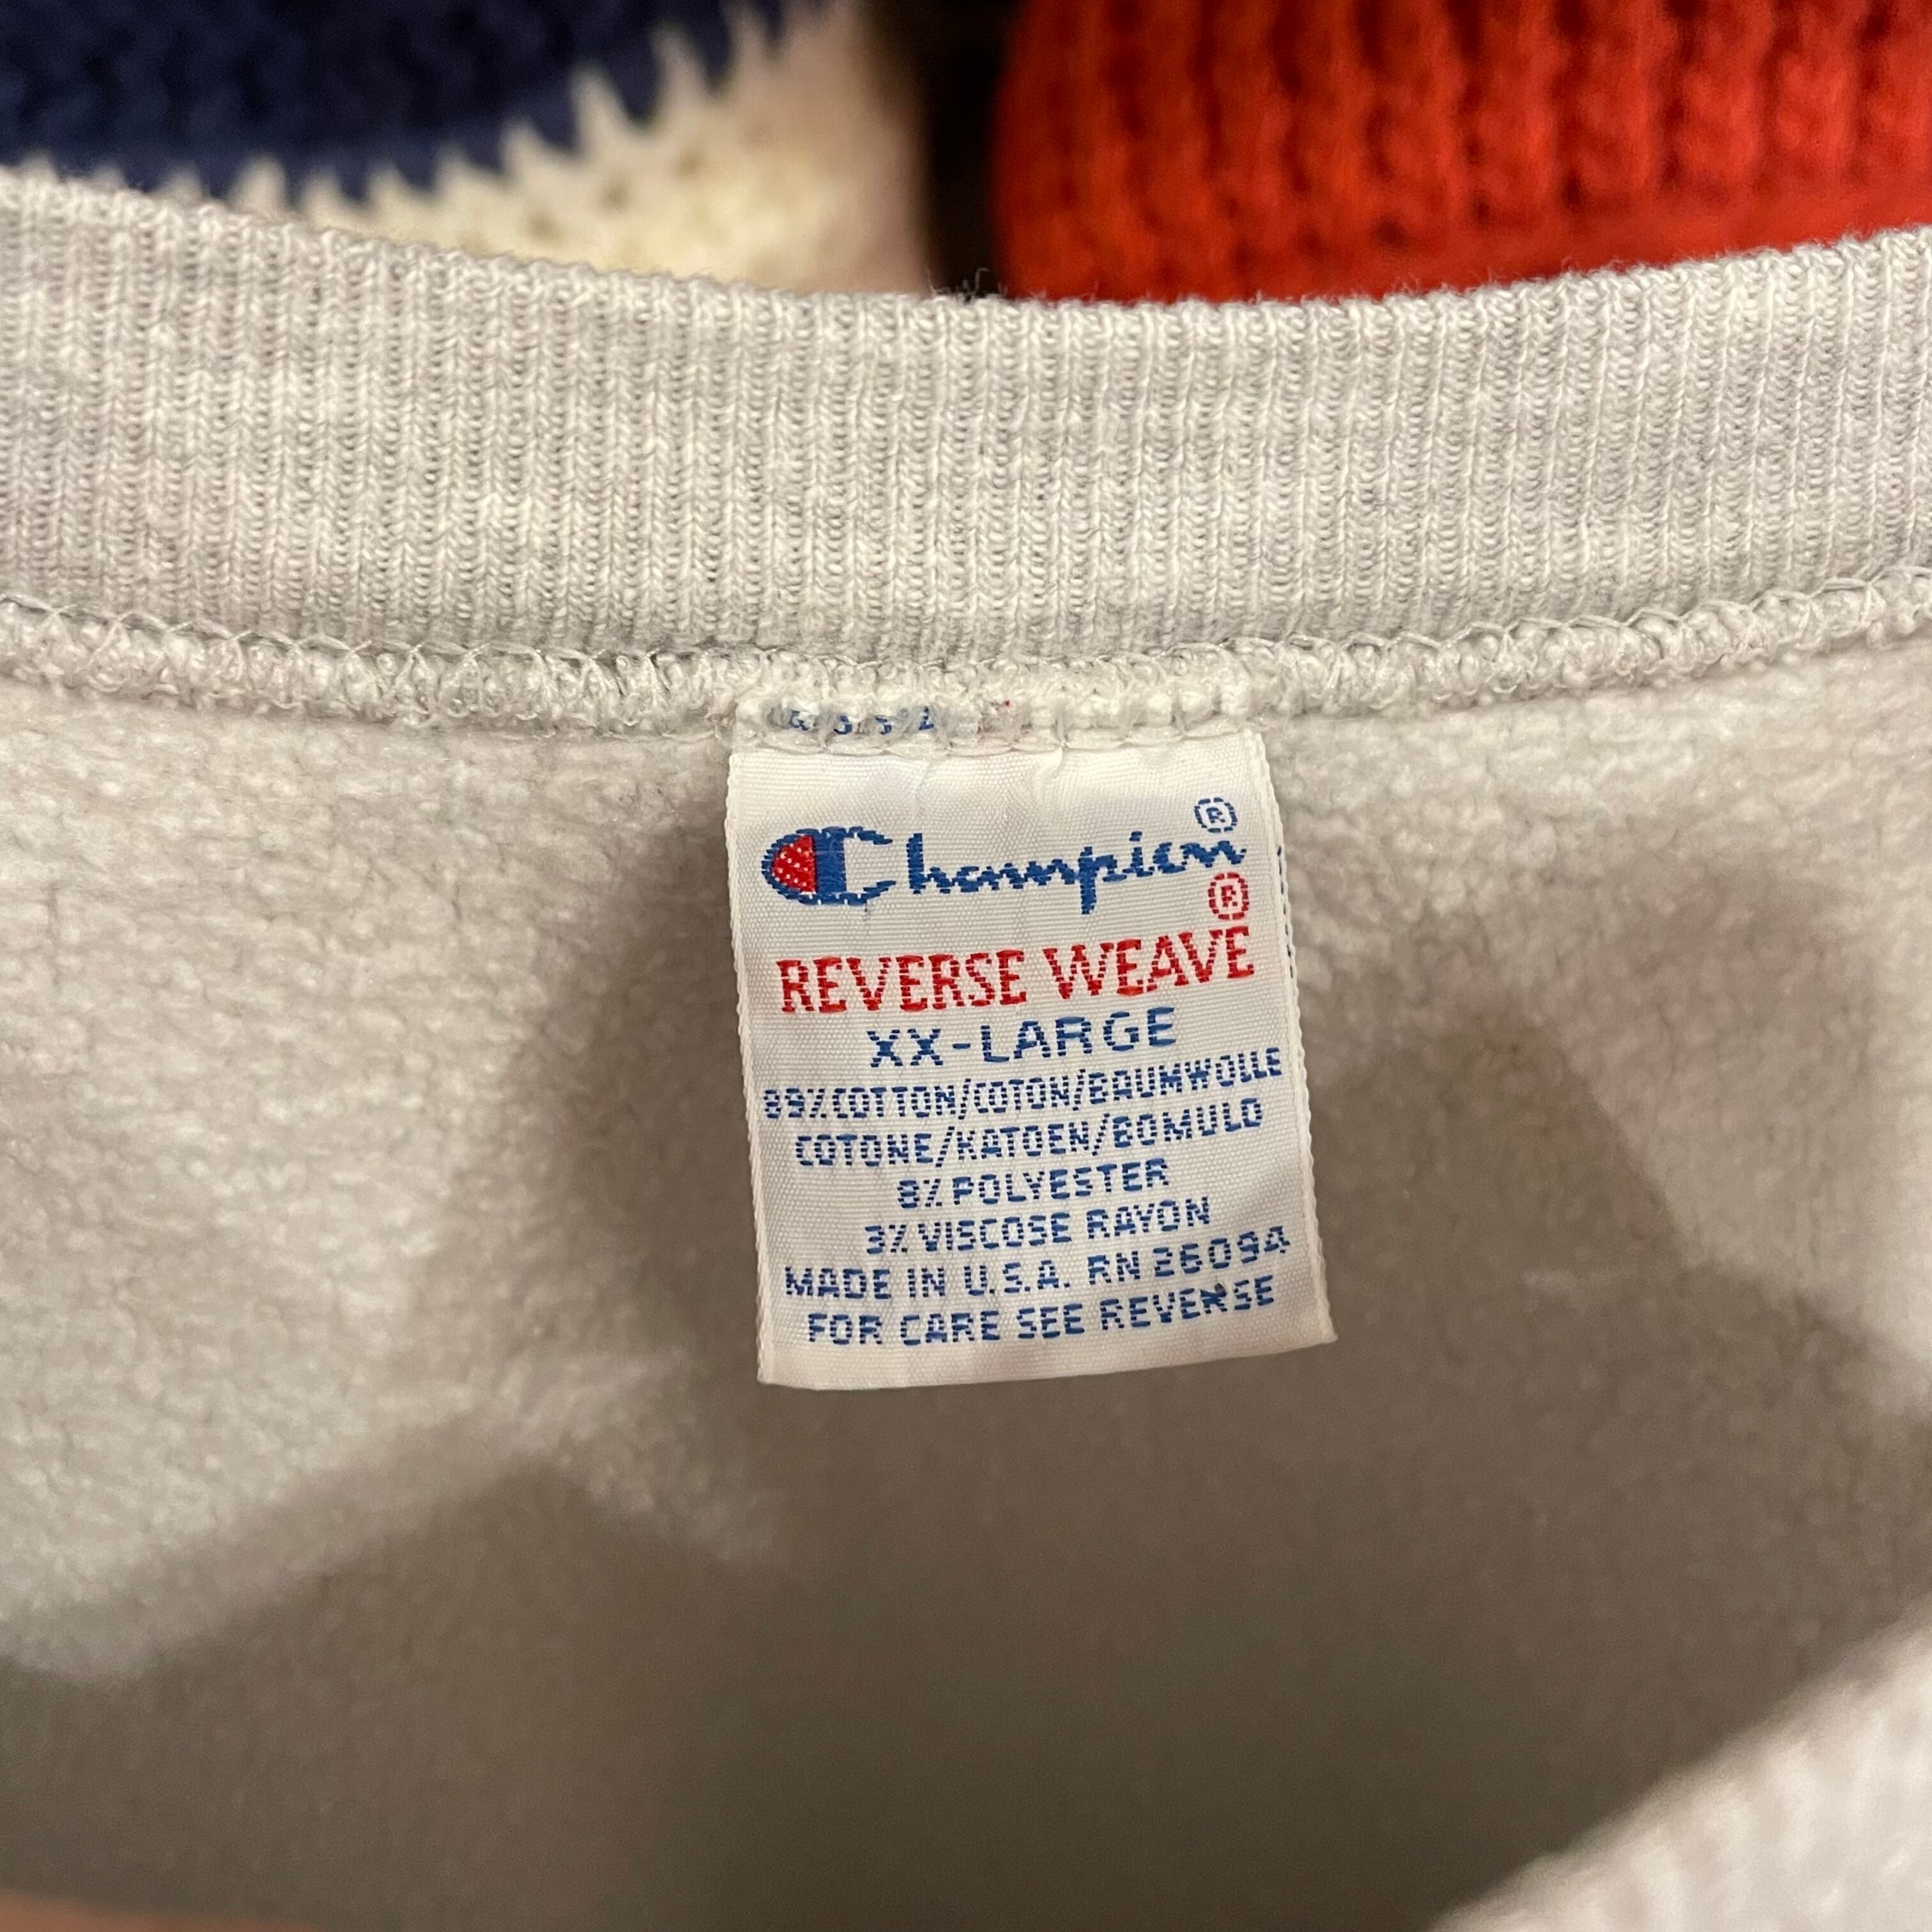 Champion®
®
REVERSE WEAVE
XX-LARGE
89% COTTON/COTON/BAUMWOLLE
COTONE/KATOEN/BOMULD
8% POLYESTER
3% VISCOSE RAYON
MADE IN U.S.A. RN 26094
FOR CARE SEE REVERSE